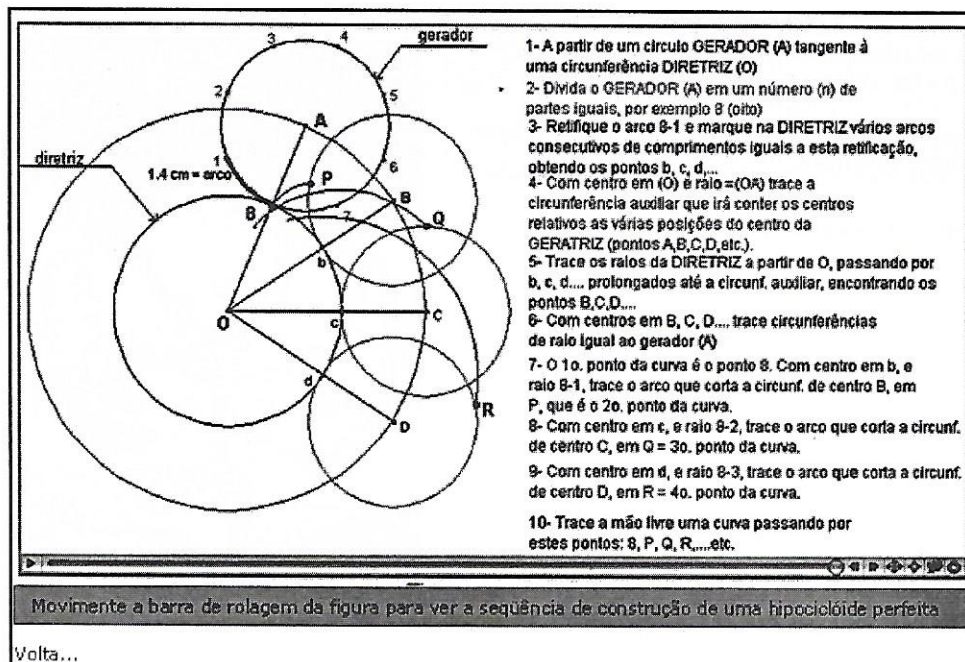 3
4
gerador
2
5
A
diretriz
1
6
1.4 cm = arco
P
8
7
B
Q
b
O
c
C
d
D
R
1- A partir de um circulo GERADOR (A) tangente à
uma circunferência DIRETRIZ (O)
2- Divida o GERADOR (A) em um número (n) de
partes iguais, por exemplo 8 (oito)
3- Retifique o arco 8-1 e marque na DIRETRIZ vários arcos
consecutivos de comprimentos iguais a esta retificação,
obtendo os pontos b, c, d,...
4- Com centro em (O) e raio =(OA) trace a
circunferência auxiliar que irá conter os centros
relativos as várias posições do centro da
GERATRIZ (pontos A,B,C,D,etc.).
5- Trace os raios da DIRETRIZ a partir de O, passando por
b, c, d.... prolongados até a circunf. auxiliar, encontrando os
pontos B,C,D....
6- Com centros em B, C, D.... trace circunferências
de raio igual ao gerador (A)
7- O 1o. ponto da curva é o ponto 8. Com centro em b, e
raio 8-1, trace o arco que corta a circunf. de centro B, em
P, que é o 2o. ponto da curva.
8- Com centro em c, e raio 8-2, trace o arco que corta a circunf.
de centro C, em Q = 3o. ponto da curva.
9- Com centro em d, e raio 8-3, trace o arco que corta a circunf.
de centro D, em R = 4o. ponto da curva.
10- Trace a mão livre uma curva passando por
estes pontos: 8, P, Q, R,....etc.
Movimente a barra de rolagem da figura para ver a sequência de construção de uma hipociclóide perfeita
Volta...